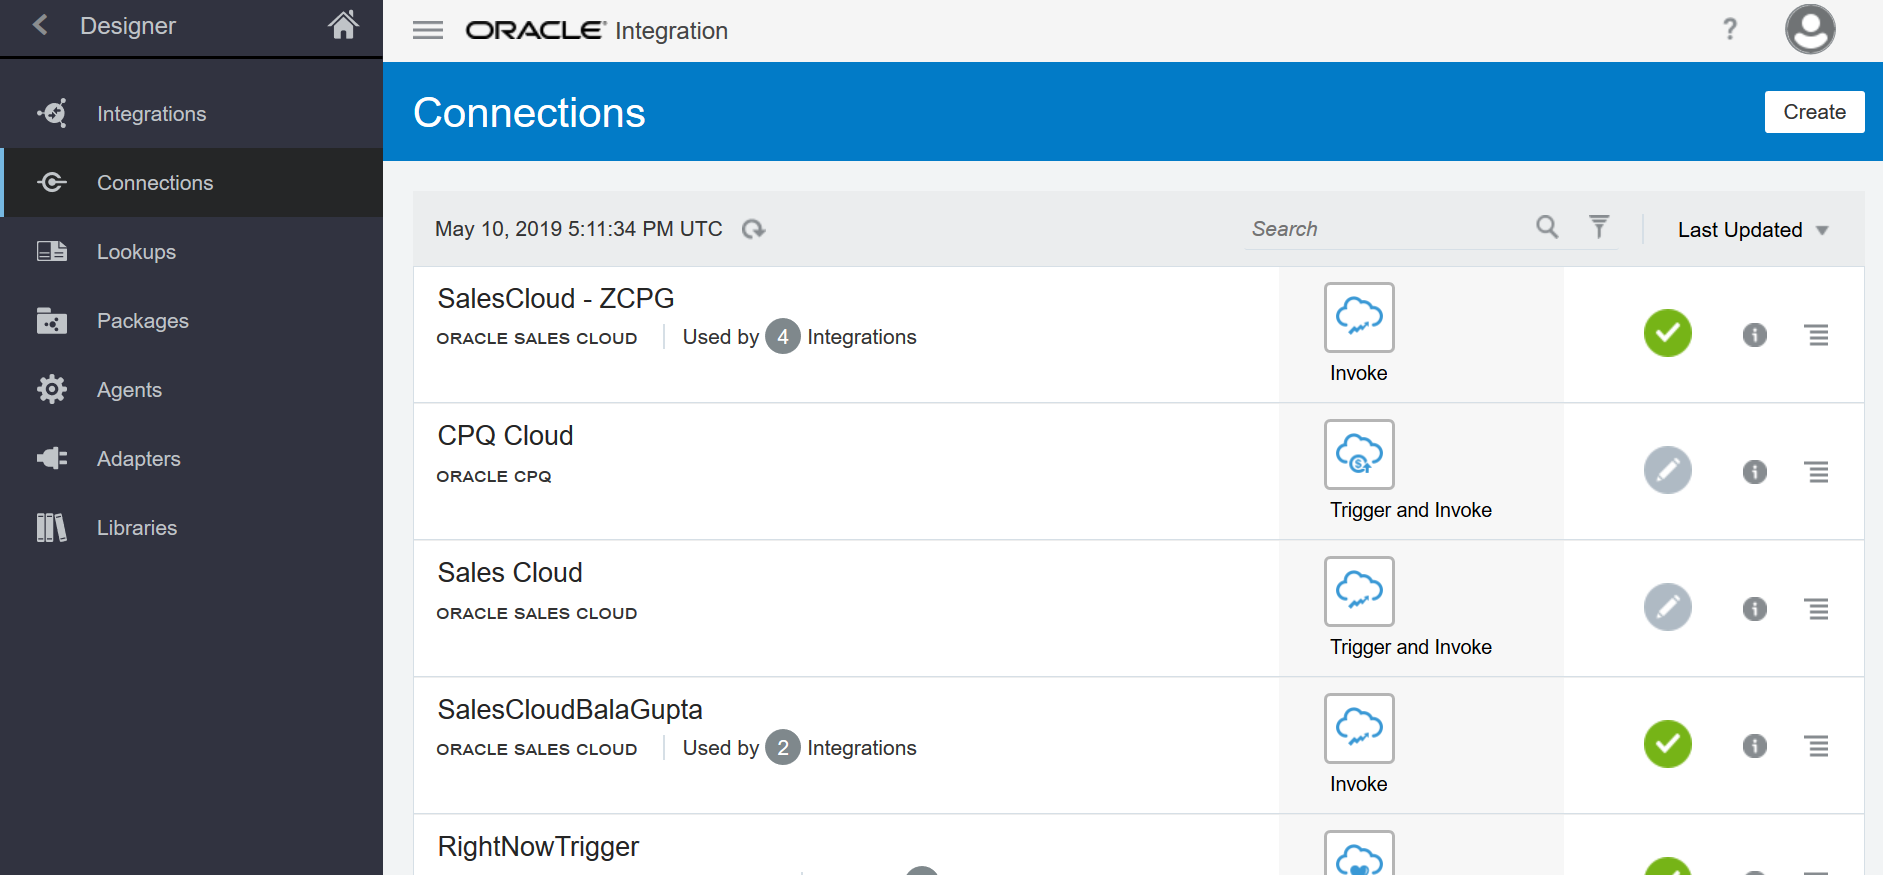 Designer
ORACLE Integration
?
Integrations
Connections
Lookups
Packages
Agents
Adapters
Libraries
Connections
Create
May 10, 2019 5:11:34 PM UTC
Search
Last Updated
SalesCloud - ZCPG
ORACLE SALES CLOUD
Used by 4 Integrations
Invoke
CPQ Cloud
ORACLE CPQ
Trigger and Invoke
Sales Cloud
ORACLE SALES CLOUD
Trigger and Invoke
SalesCloudBalaGupta
ORACLE SALES CLOUD
Used by 2 Integrations
Invoke
RightNowTrigger